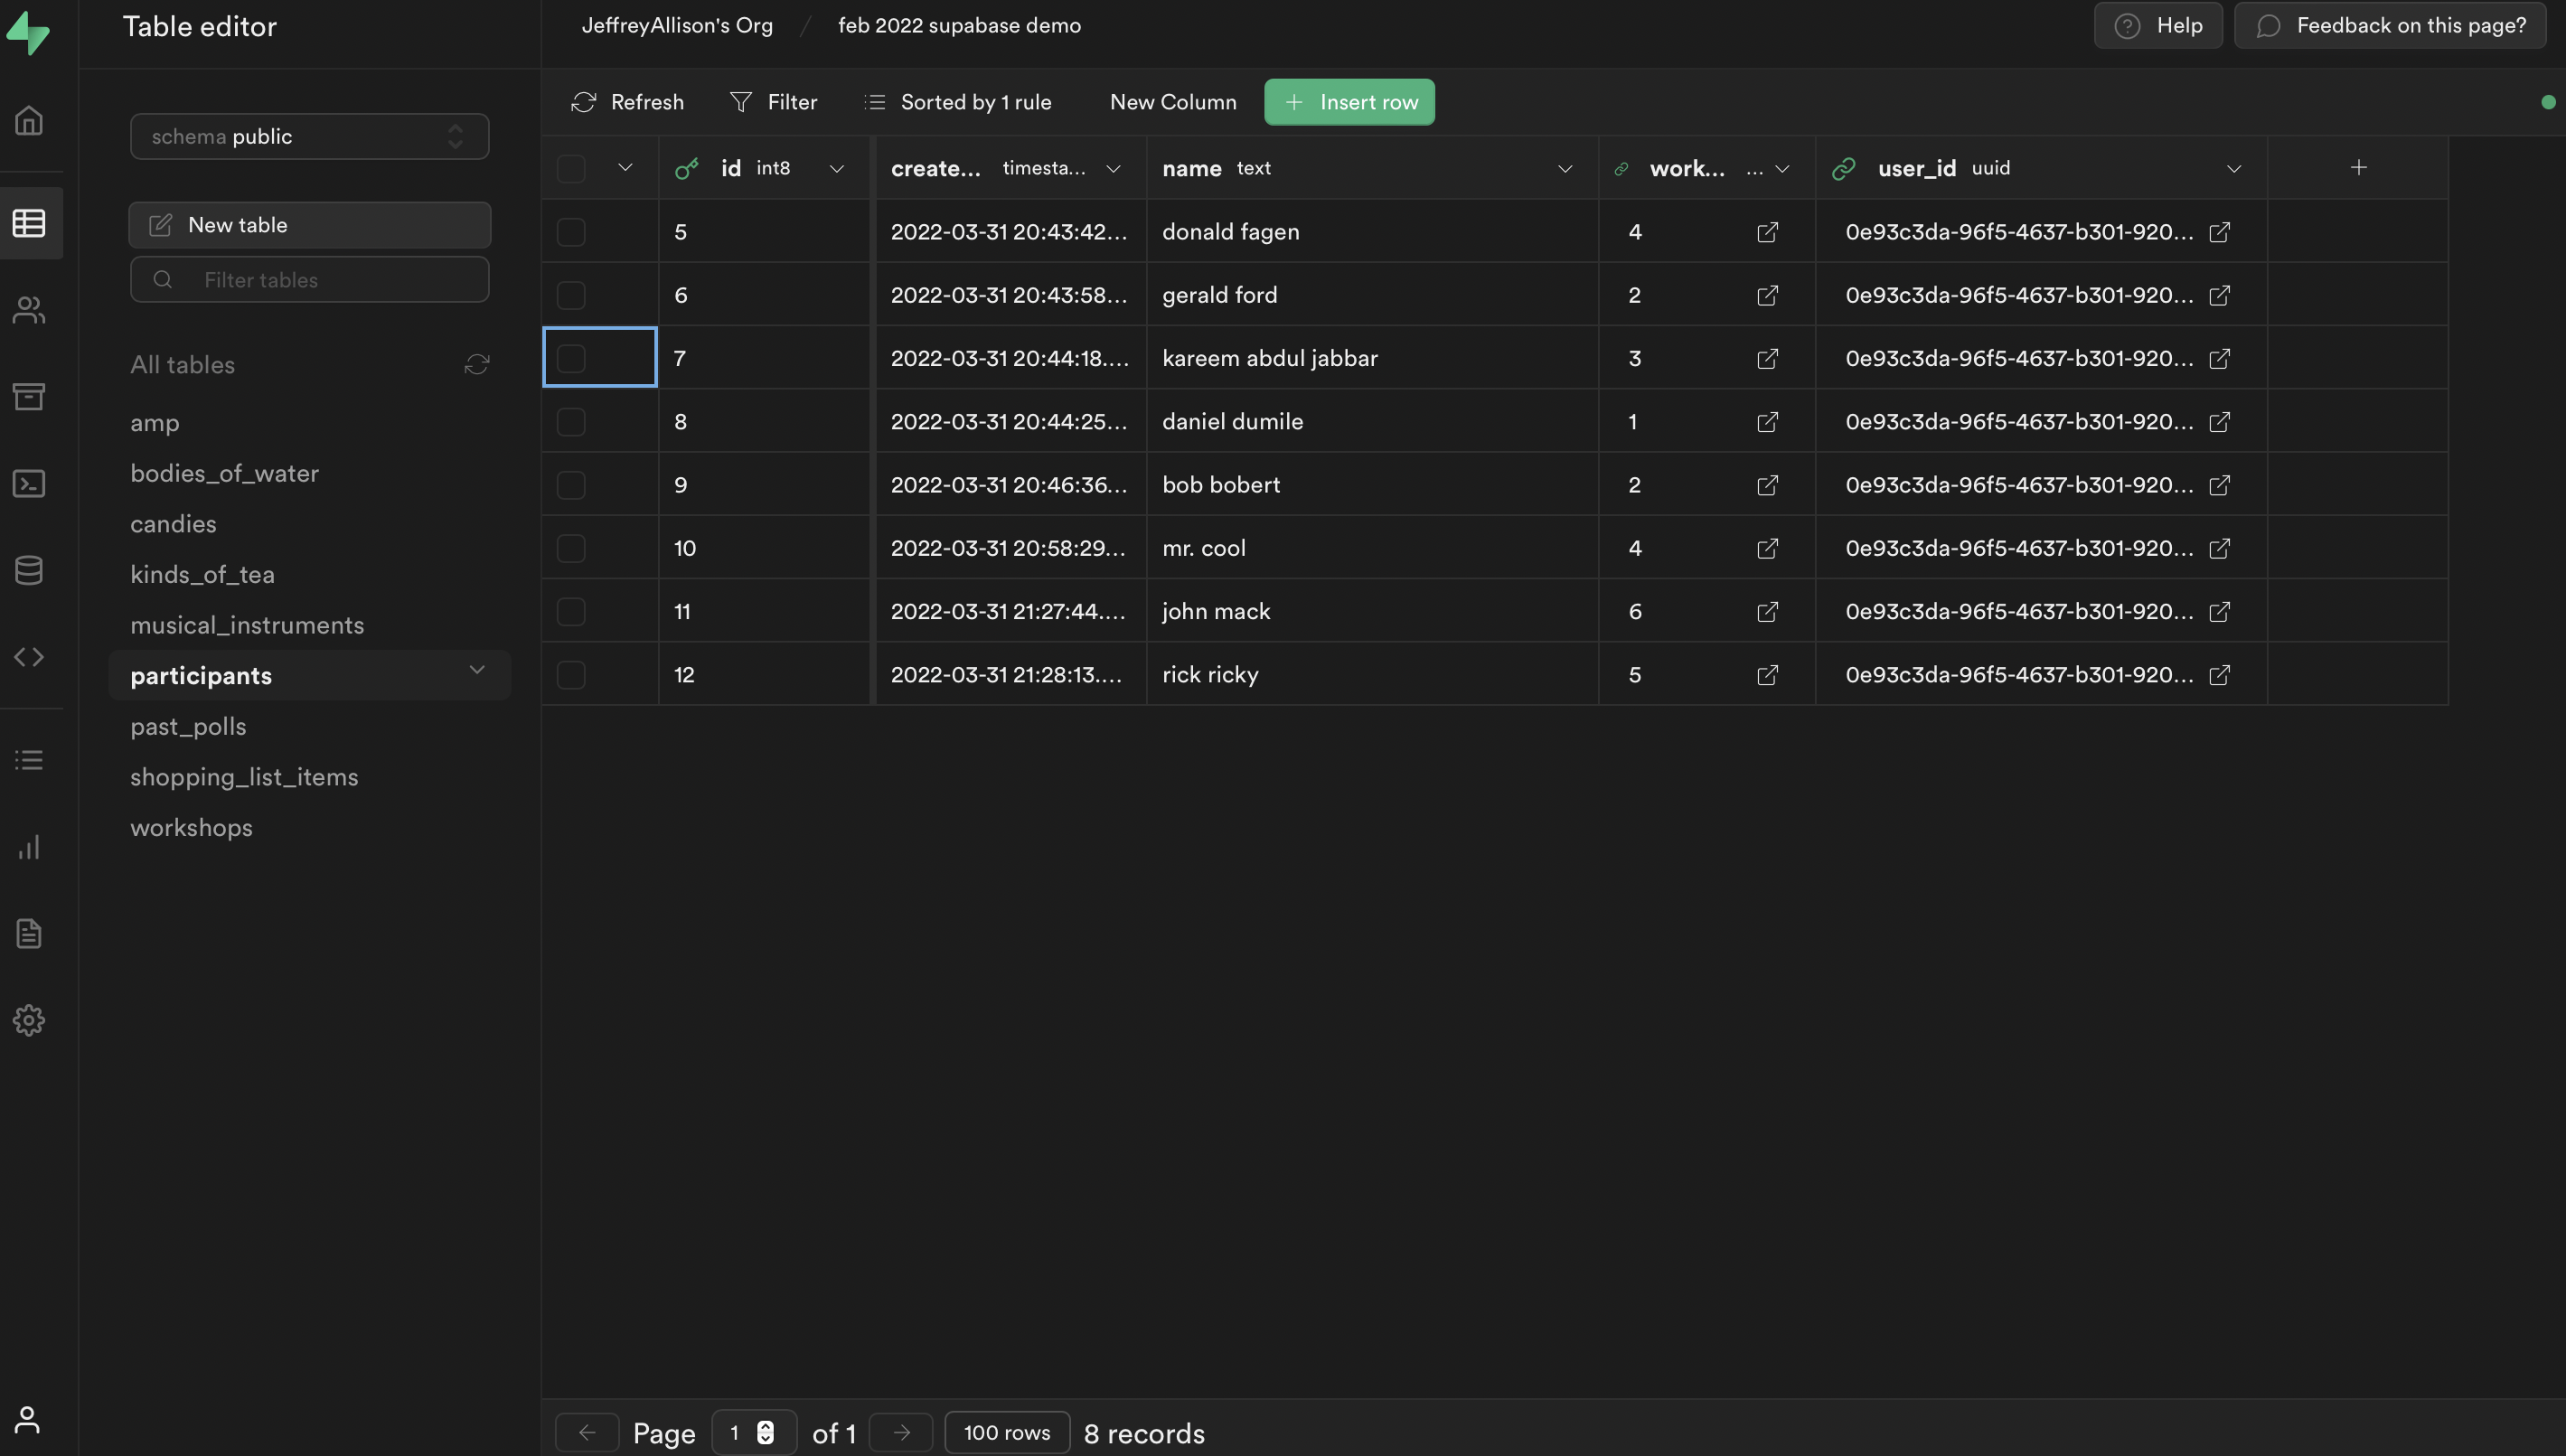 Table editor
JeffreyAllison's Org / feb 2022 supabase demo
Help
Feedback on this page?
schema public
New table
Filter tables
All tables
amp
bodies_of_water
candies
kinds_of_tea
musical_instruments
participants
past_polls
shopping_list_items
workshops
Refresh Filter Sorted by 1 rule New Column + Insert row
id int8 create... timesta... name text work... ... user_id uuid +
5 2022-03-31 20:43:42... donald fagen 4 0e93c3da-96f5-4637-b301-920...
6 2022-03-31 20:43:58... gerald ford 2 0e93c3da-96f5-4637-b301-920...
7 2022-03-31 20:44:18.... kareem abdul jabbar 3 0e93c3da-96f5-4637-b301-920...
8 2022-03-31 20:44:25... daniel dumile 1 0e93c3da-96f5-4637-b301-920...
9 2022-03-31 20:46:36... bob bobert 2 0e93c3da-96f5-4637-b301-920...
10 2022-03-31 20:58:29... mr. cool 4 0e93c3da-96f5-4637-b301-920...
11 2022-03-31 21:27:44.... john mack 6 0e93c3da-96f5-4637-b301-920...
12 2022-03-31 21:28:13.... rick ricky 5 0e93c3da-96f5-4637-b301-920...
Page 1 of 1 100 rows 8 records